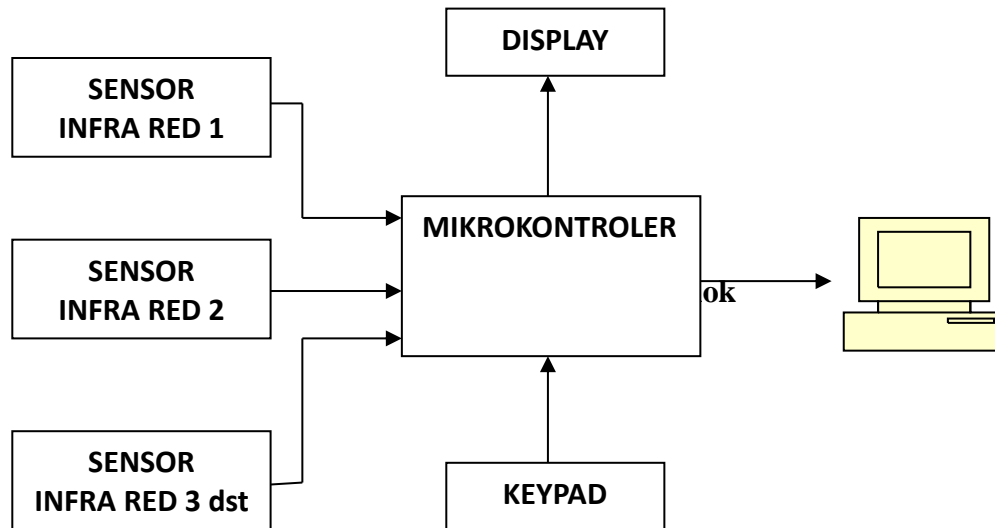 DISPLAY
SENSOR
INFRA RED 1
MIKROKONTROLER
SENSOR
INFRA RED 2
ok
SENSOR
INFRA RED 3 dst
KEYPAD